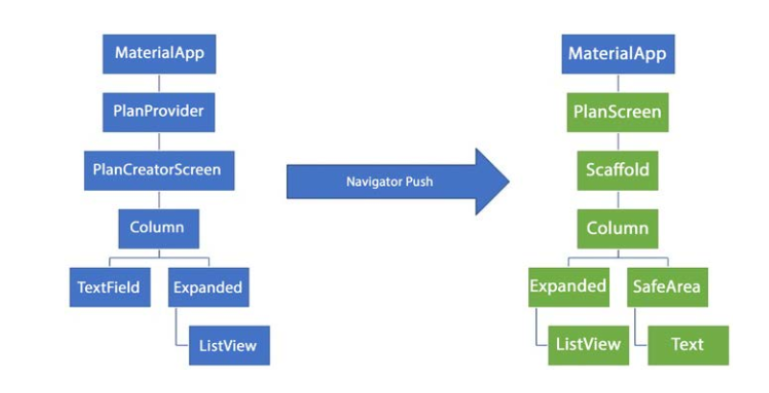 MaterialApp
PlanProvider
PlanCreatorScreen
Column
TextField
Expanded
ListView
Navigator Push
MaterialApp
PlanScreen
Scaffold
Column
Expanded
SafeArea
ListView
Text